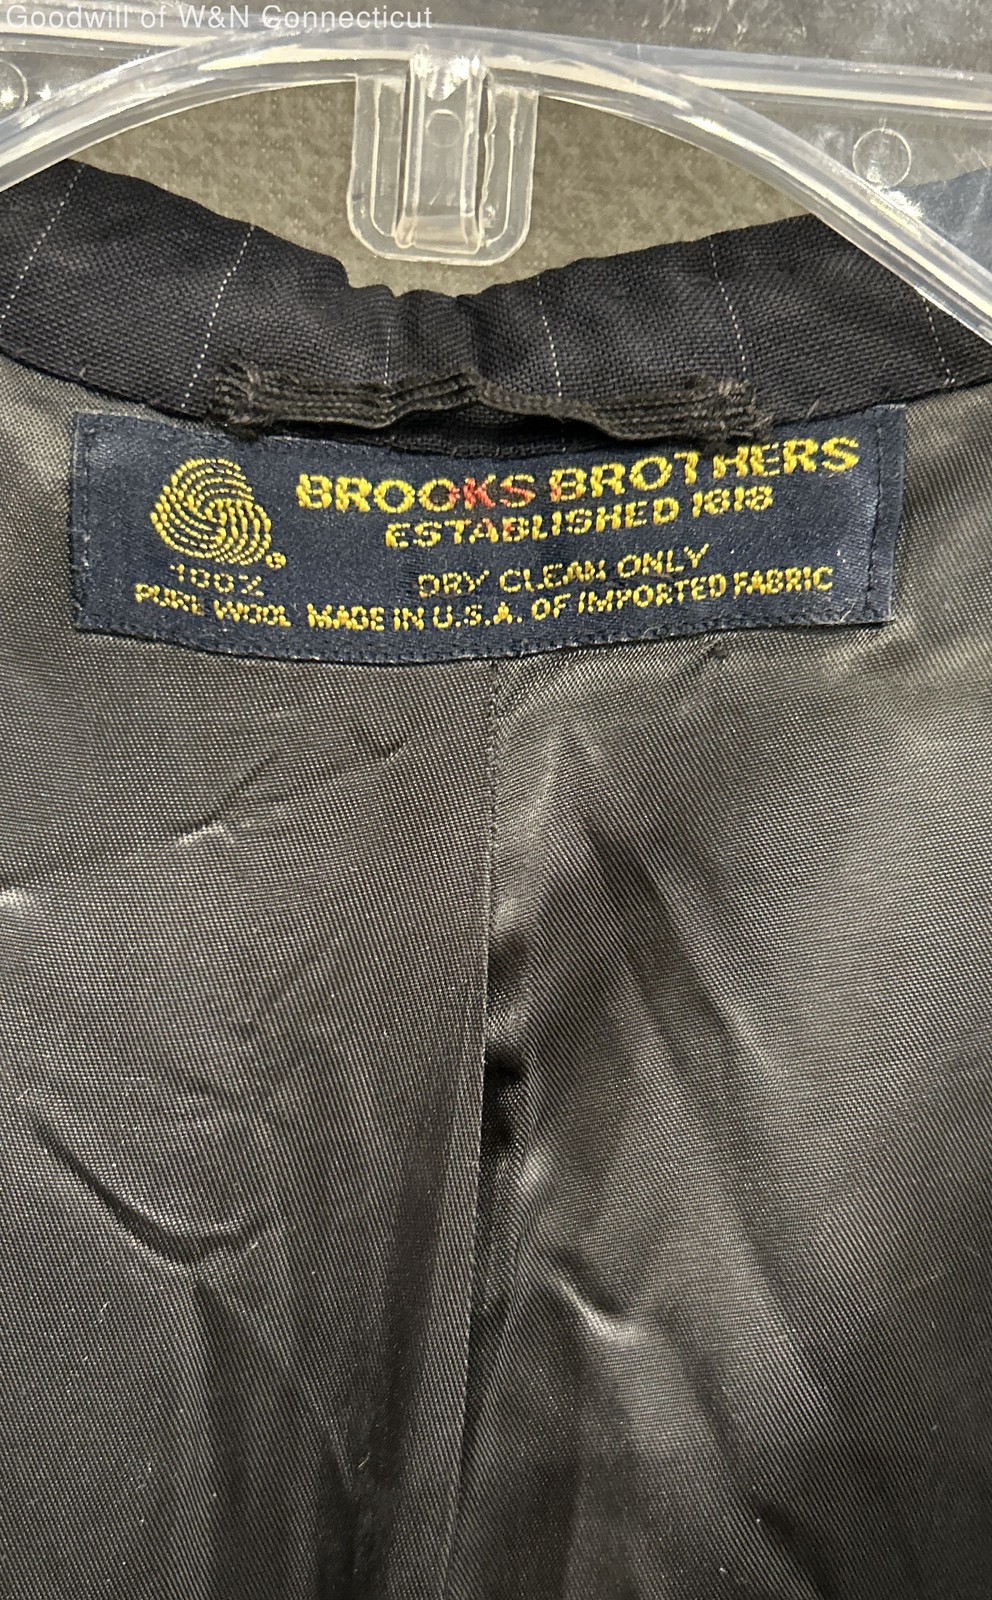 Goodwill of W&N Connecticut
BROOKS BROTHERS
ESTABLISHED 1818
DRY CLEAN ONLY
100%
PURE WOOL MADE IN U.S.A. OF IMPORTED FABRIC